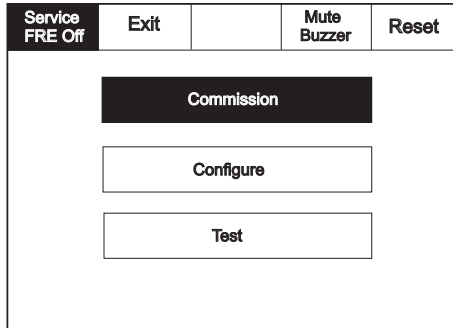 Service
FRE Off
Exit
Mute
Buzzer
Reset
Commission
Configure
Test